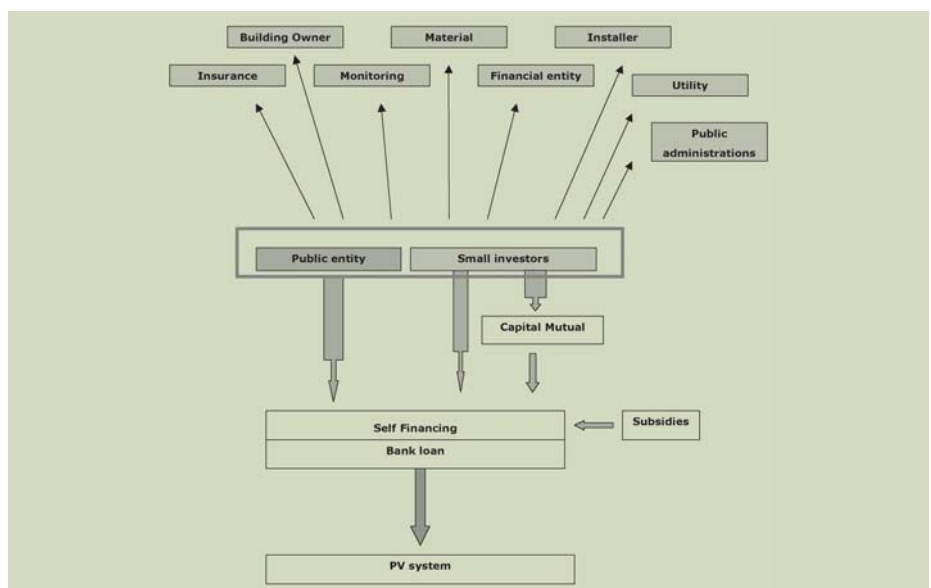 Building Owner
Material
Installer
Insurance
Monitoring
Financial entity
Utility
Public
administrations
Public entity
Small investors
Capital Mutual
Self Financing
Subsidies
Bank loan
PV system